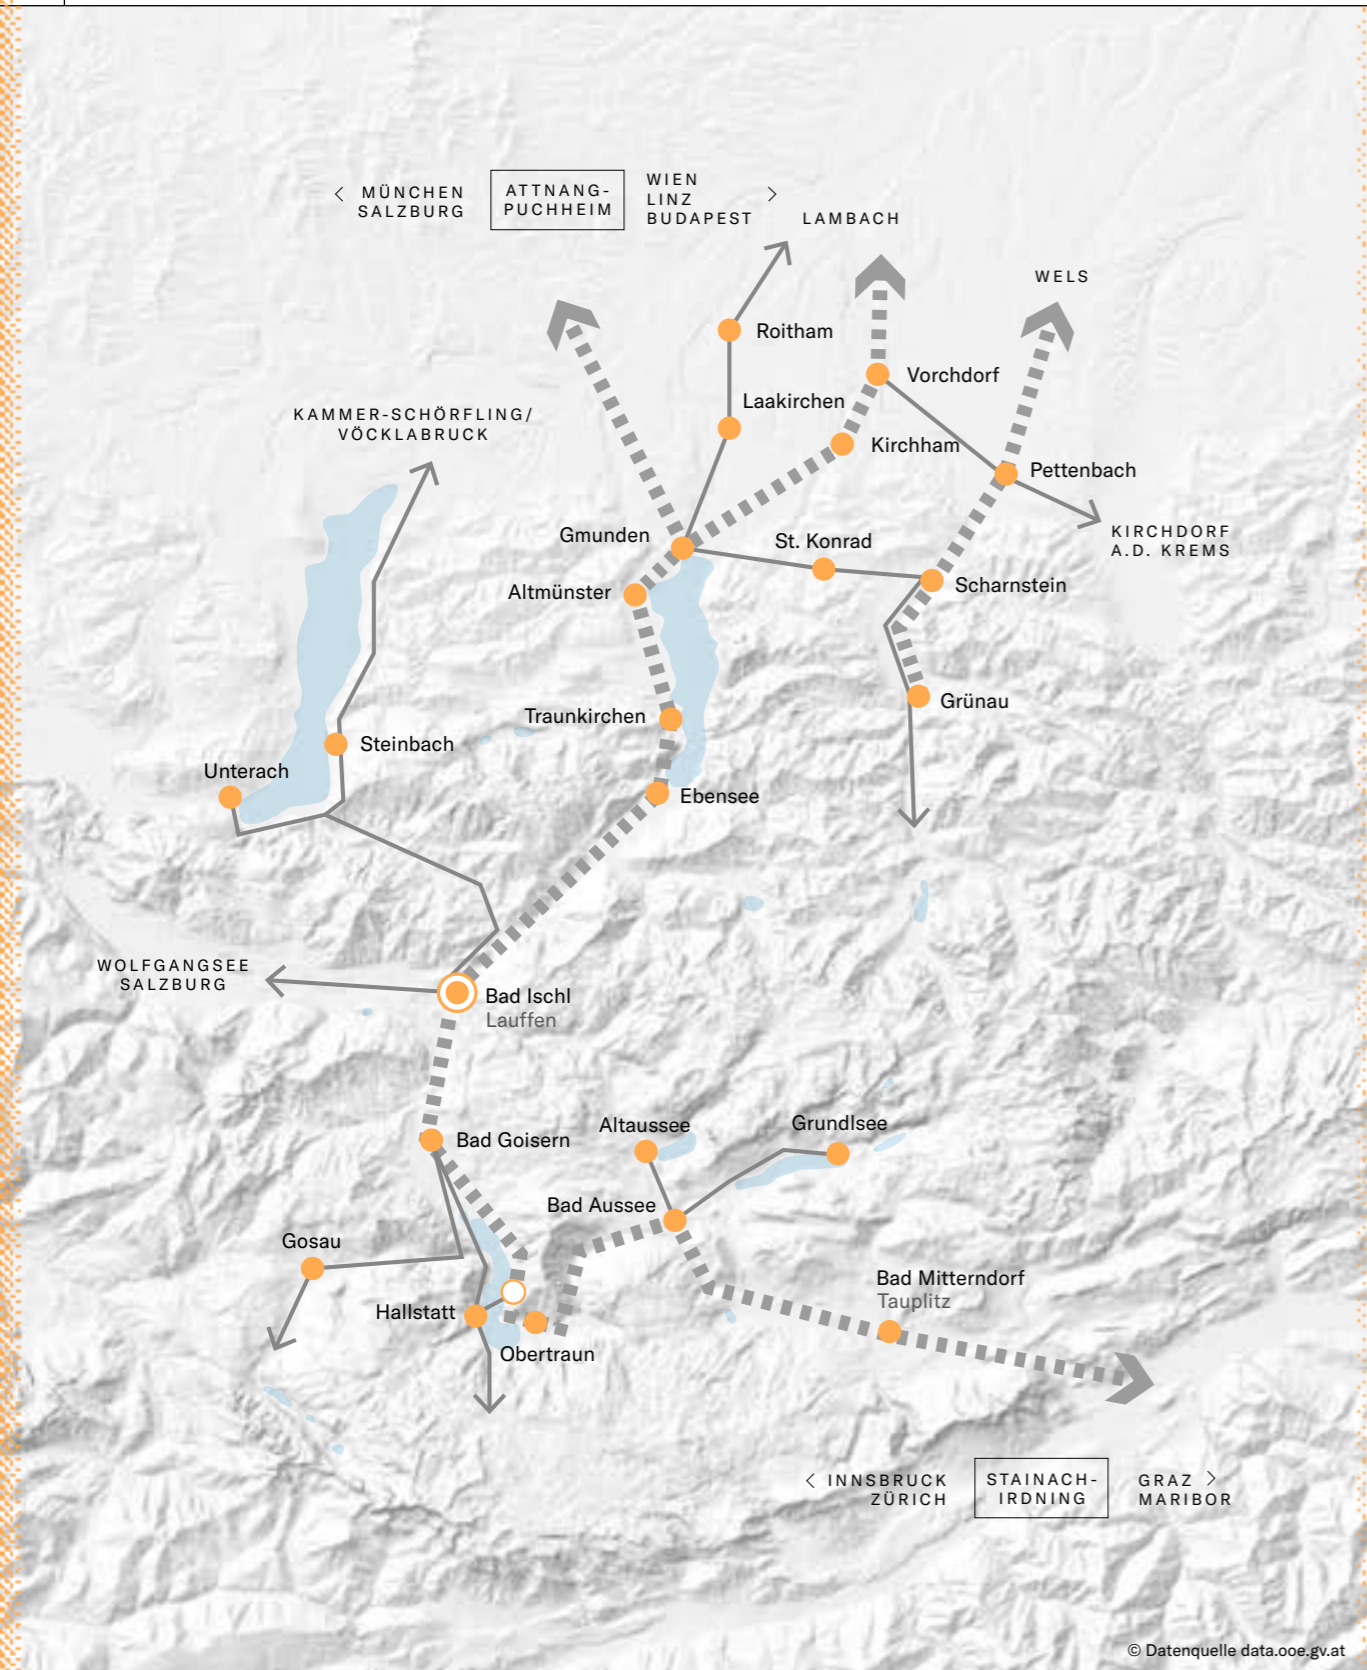 < MÜNCHEN
SALZBURG
ATTNANG-
PUCHHEIM
WIEN
LINZ >
BUDAPEST
LAMBACH
WELS
Roitham
Vorchdorf
Laakirchen
KAMMER-SCHÖRFLING/
VÖCKLABRUCK
Kirchham
Pettenbach
Gmunden
St. Konrad
KIRCHDORF
A.D. KREMS
Altmünster
Scharnstein
Grünau
Traunkirchen
Steinbach
Unterach
Ebensee
WOLFGANGSEE
SALZBURG
Bad Ischl
Lauffen
Altaussee
Grundlsee
Bad Goisern
Bad Aussee
Gosau
Bad Mitterndorf
Tauplitz
Hallstatt
Obertraun
< INNSBRUCK
ZÜRICH
STAINACH-
IRDNING
GRAZ >
MARIBOR
© Datenquelle data.ooe.gv.at